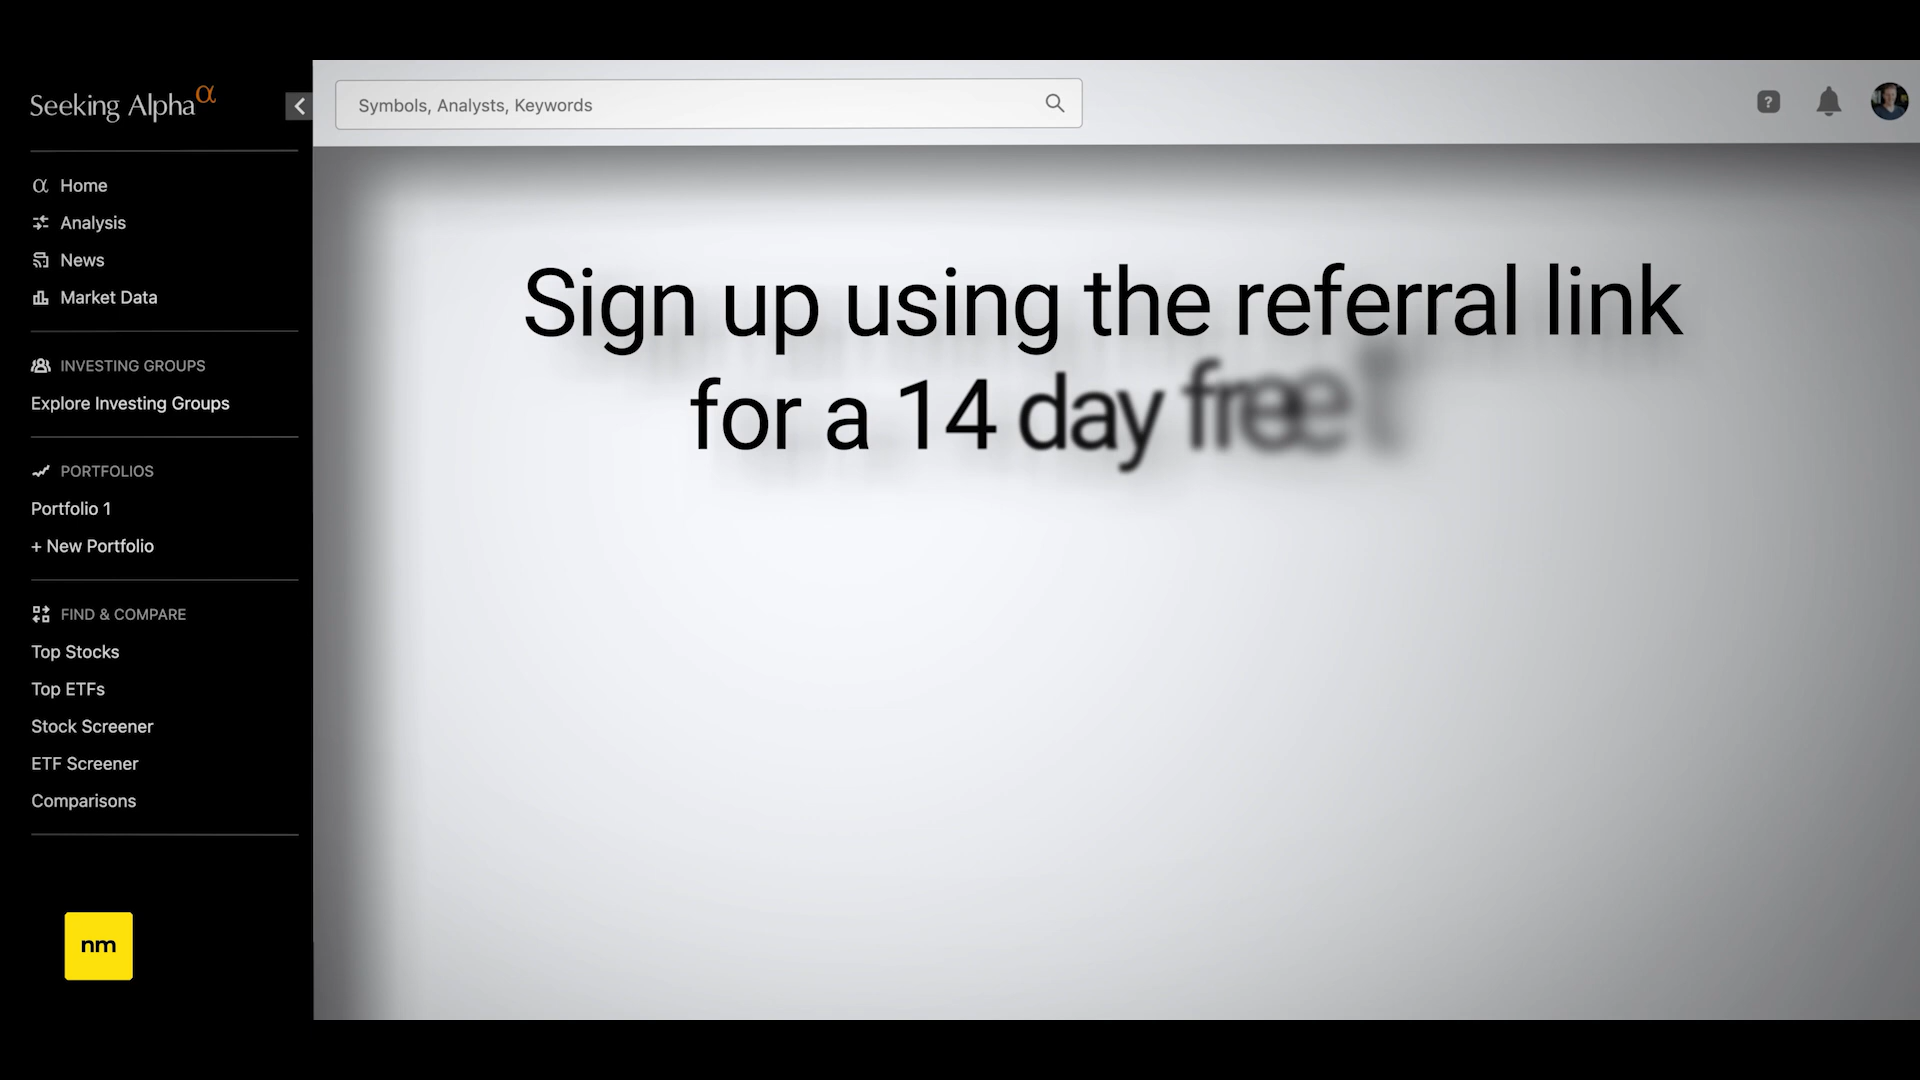 Seeking Alpha α
Symbols, Analysts, Keywords
Home
Analysis
News
Market Data
INVESTING GROUPS
Explore Investing Groups
PORTFOLIOS
Portfolio 1
+ New Portfolio
FIND & COMPARE
Top Stocks
Top ETFs
Stock Screener
ETF Screener
Comparisons
nm
Sign up using the referral link
for a 14 day free